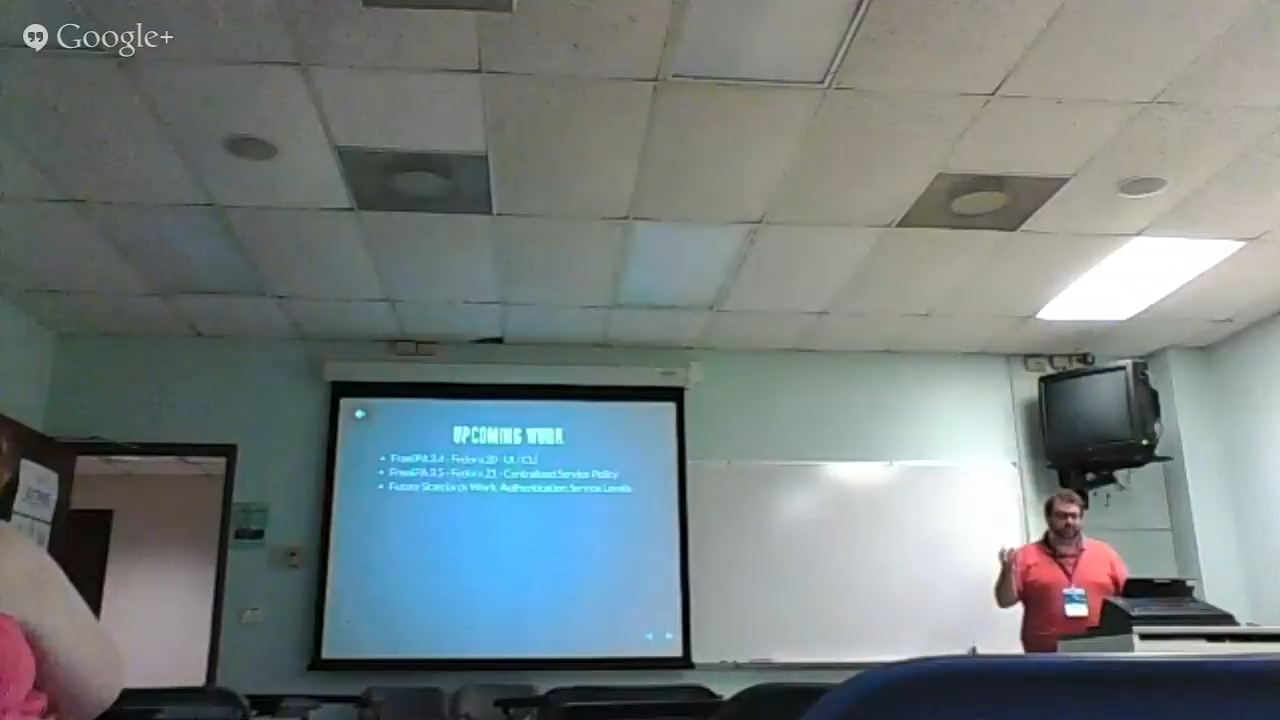 Google+
UPCOMING WORK
FreeIPA 3.4 - Fedora 20 - UI / CLI
FreeIPA 3.5 - Fedora 21 - Centralized Service Policy
Future Standards Work: Authentication Service Levels